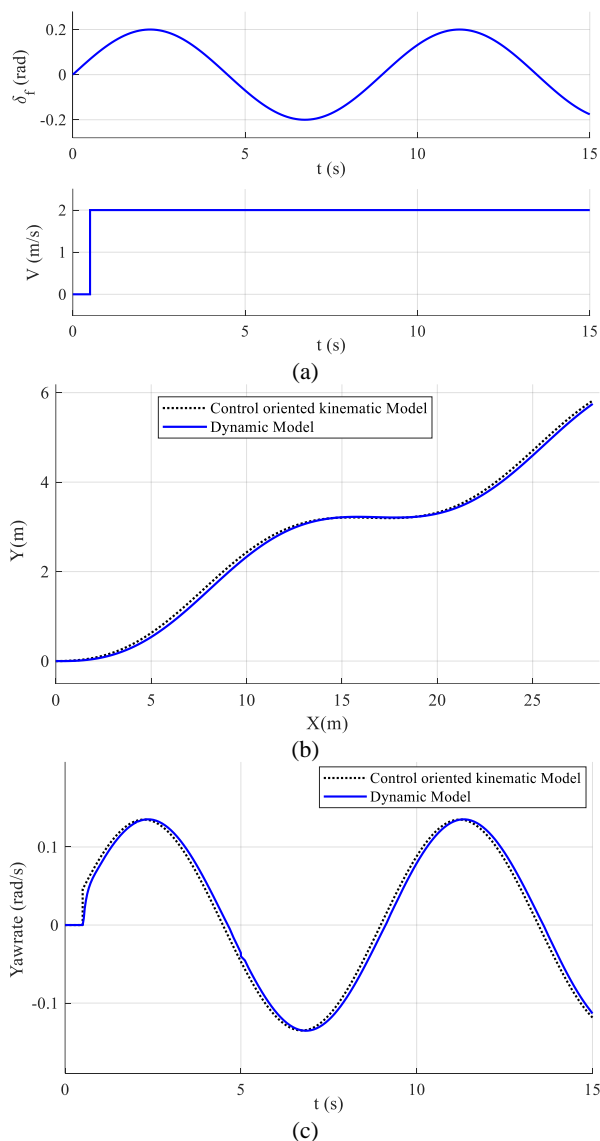 0.2
0
-0.2
δ_f (rad)
0 5 10 15
t (s)
2
1
0
V (m/s)
0 5 10 15
t (s)
(a)
6
4
2
0
Y(m)
Control oriented kinematic Model
Dynamic Model
0 5 10 15 20 25
X(m)
(b)
Control oriented kinematic Model
Dynamic Model
0.1
0
-0.1
Yawrate (rad/s)
0 5 10 15
t (s)
(c)